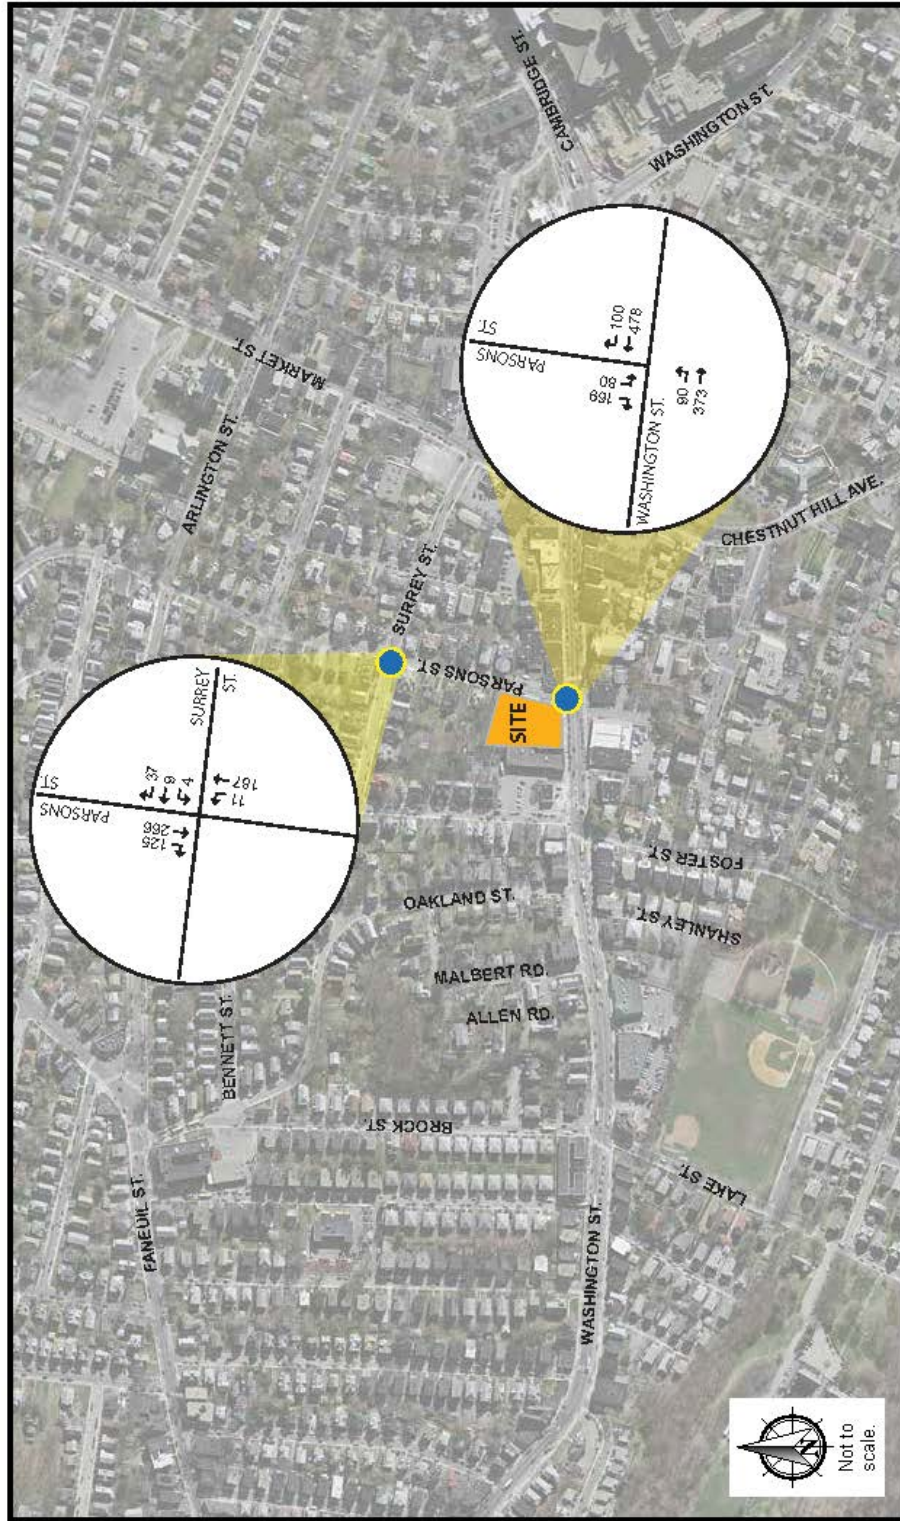 CAMBRIDGE ST.
WASHINGTON ST.
MARKET ST.
ARLINGTON ST.
SURREY ST.
PARSONS ST.
CHESTNUT HILL AVE.
SITE
PARSONS
ST.
SURREY
ST.
125
266
37
9
4
11
187
PARSONS
ST.
WASHINGTON ST.
169
80
100
478
90
373
FOSTER ST.
SHANLEY ST.
OAKLAND ST.
MALBERT RD.
ALLEN RD.
BENNETT ST.
BROCK ST.
LAKE ST.
FANEUIL ST.
WASHINGTON ST.
N
Not to
scale.